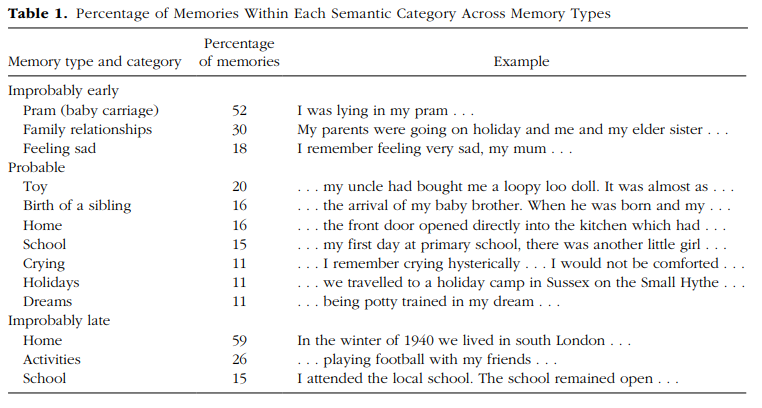 Table 1. Percentage of Memories Within Each Semantic Category Across Memory Types
Percentage
Memory type and category of memories Example
Improbably early
Pram (baby carriage) 52 I was lying in my pram . . .
Family relationships 30 My parents were going on holiday and me and my elder sister . . .
Feeling sad 18 I remember feeling very sad, my mum . . .
Probable
Toy 20 . . . my uncle had bought me a loopy loo doll. It was almost as . . .
Birth of a sibling 16 . . . the arrival of my baby brother. When he was born and my . . .
Home 16 . . . the front door opened directly into the kitchen which had . . .
School 15 . . . my first day at primary school, there was another little girl . . .
Crying 11 . . . I remember crying hysterically . . . I would not be comforted . . .
Holidays 11 . . . we travelled to a holiday camp in Sussex on the Small Hythe . . .
Dreams 11 . . . being potty trained in my dream . . .
Improbably late
Home 59 In the winter of 1940 we lived in south London . . .
Activities 26 . . . playing football with my friends . . .
School 15 I attended the local school. The school remained open . . .